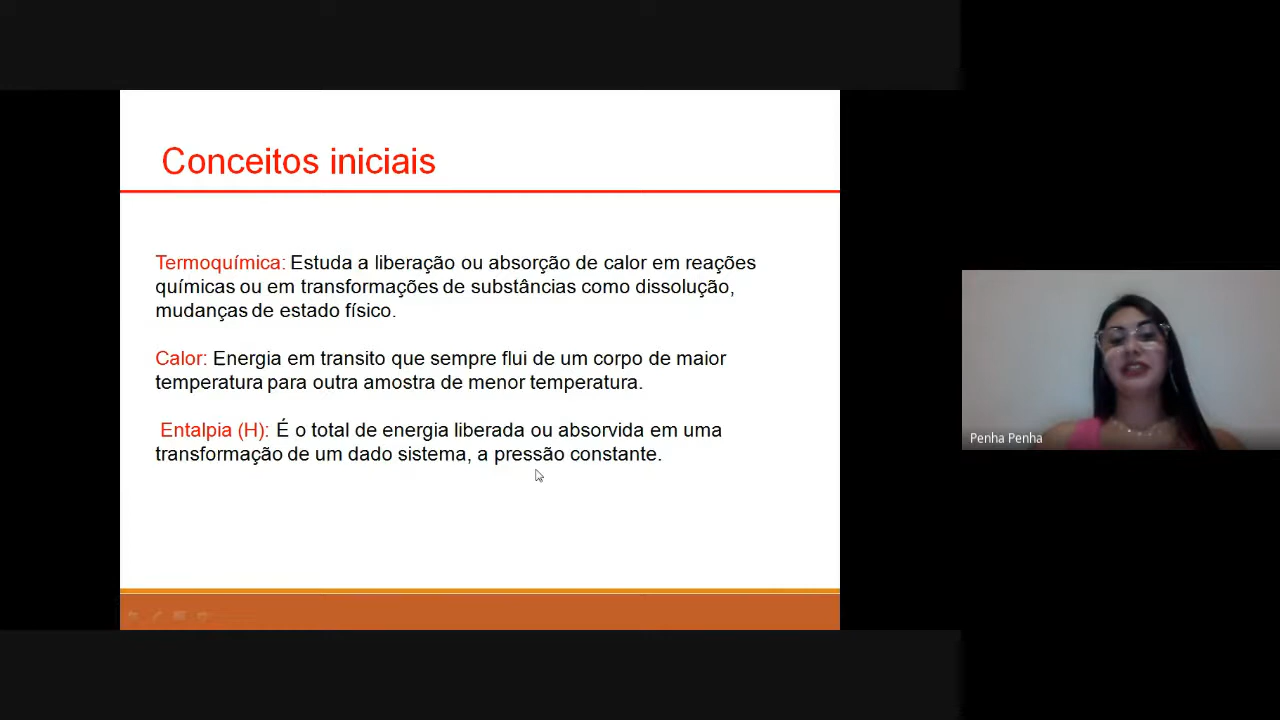 Conceitos iniciais
Termoquímica: Estuda a liberação ou absorção de calor em reações
químicas ou em transformações de substâncias como dissolução,
mudanças de estado físico.
Calor: Energia em transito que sempre flui de um corpo de maior
temperatura para outra amostra de menor temperatura.
Entalpia (H): É o total de energia liberada ou absorvida em uma
transformação de um dado sistema, a pressão constante.
Penha Penha